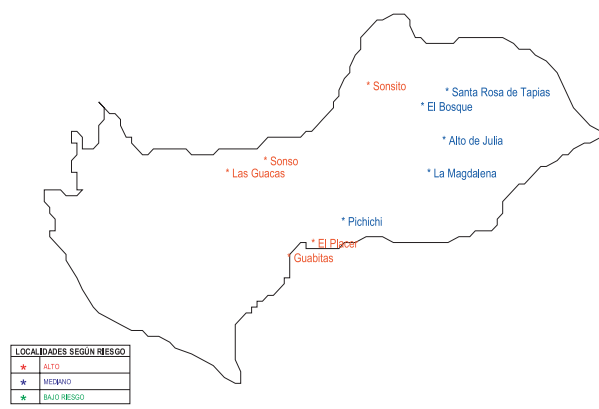 * Sonsito
* Santa Rosa de Tapias
* El Bosque
* Alto de Julia
* Sonso
* Las Guacas
* La Magdalena
* Pichichi
* El Placer
* Guabitas
LOCALIDADES SEGÚN RIESGO
* ALTO
* MEDIANO
* BAJO RIESGO